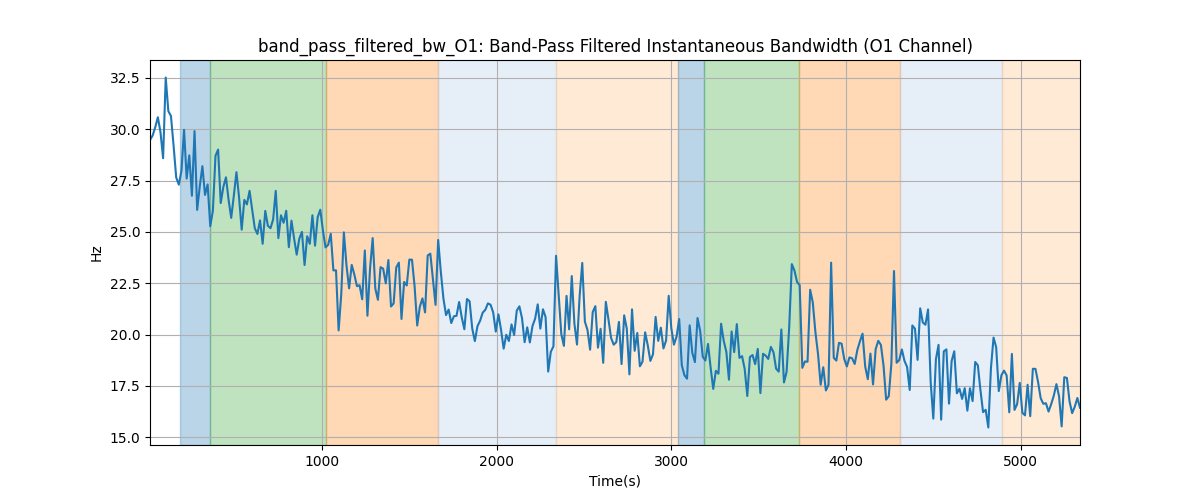 band_pass_filtered_bw_O1: Band-Pass Filtered Instantaneous Bandwidth (O1 Channel)
32.5
30.0
27.5
25.0
22.5
20.0
17.5
15.0
Hz
1000 2000 3000 4000 5000
Time(s)